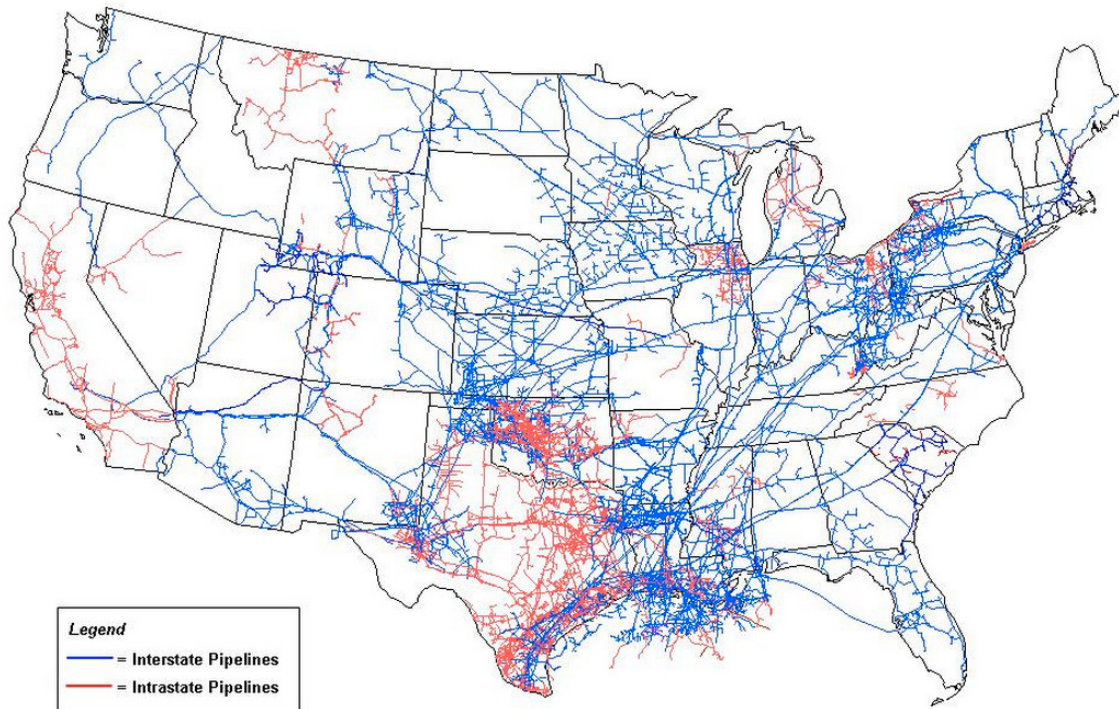 Legend
= Interstate Pipelines
= Intrastate Pipelines